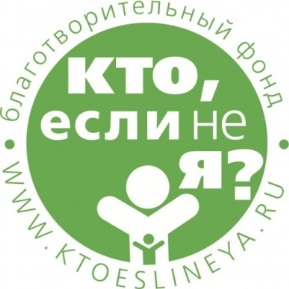 • благотворительный фонд •
КТО,
если не
Я?
WWW.KTOESLINEYA.RU